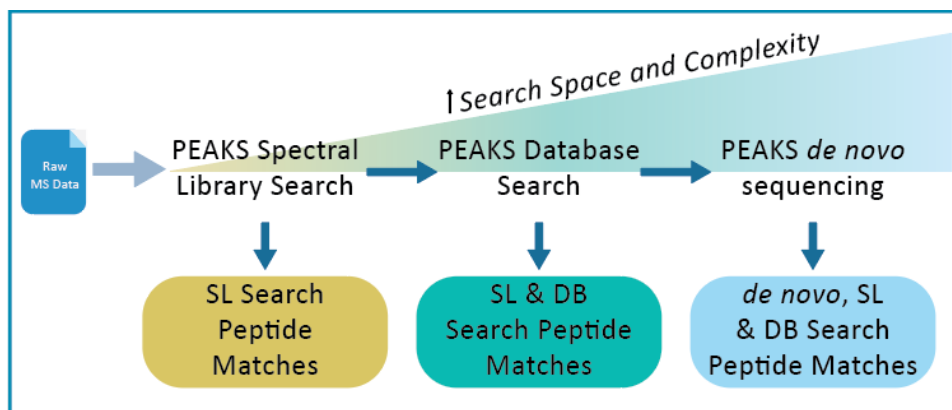 ↑Search Space and Complexity
Raw
MS Data
PEAKS Spectral
Library Search
PEAKS Database
Search
PEAKS de novo
sequencing
SL Search
Peptide
Matches
SL & DB
Search Peptide
Matches
de novo, SL
& DB Search
Peptide Matches